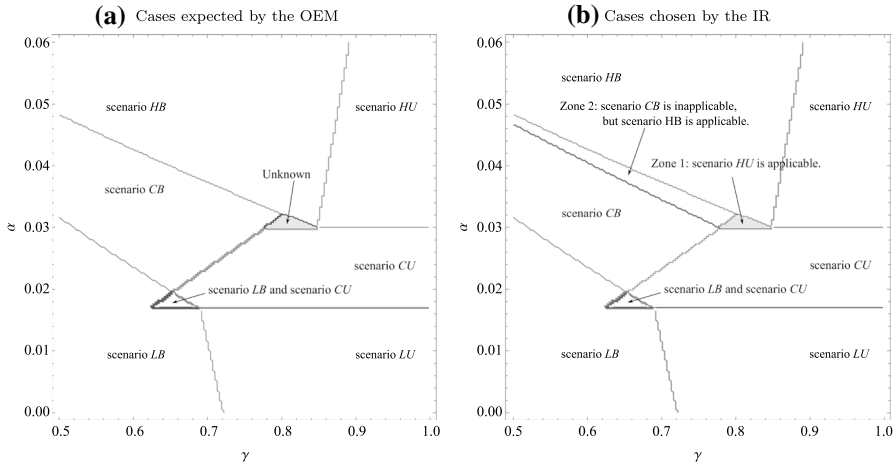 (a) Cases expected by the OEM
0.06
0.05
0.04
0.03
0.02
0.01
0.00
α
scenario HB
scenario HU
scenario CB
Unknown
scenario CU
scenario LB and scenario CU
scenario LB
scenario LU
0.5 0.6 0.7 0.8 0.9 1.0
γ
(b) Cases chosen by the IR
0.06
0.05
0.04
0.03
0.02
0.01
0.00
α
scenario HB
Zone 2: scenario CB is inapplicable,
but scenario HB is applicable.
scenario HU
Zone 1: scenario HU is applicable.
scenario CB
scenario CU
scenario LB and scenario CU
scenario LB
scenario LU
0.5 0.6 0.7 0.8 0.9 1.0
γ